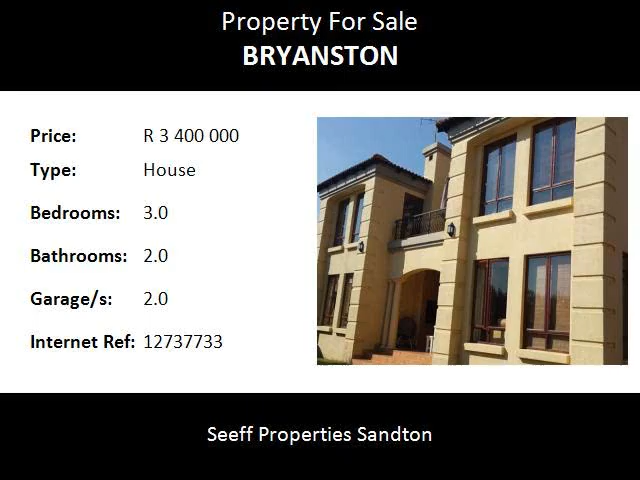 Property For Sale
BRYANSTON
Price: R 3 400 000
Type: House
Bedrooms: 3.0
Bathrooms: 2.0
Garage/s: 2.0
Internet Ref: 12737733
Seeff Properties Sandton